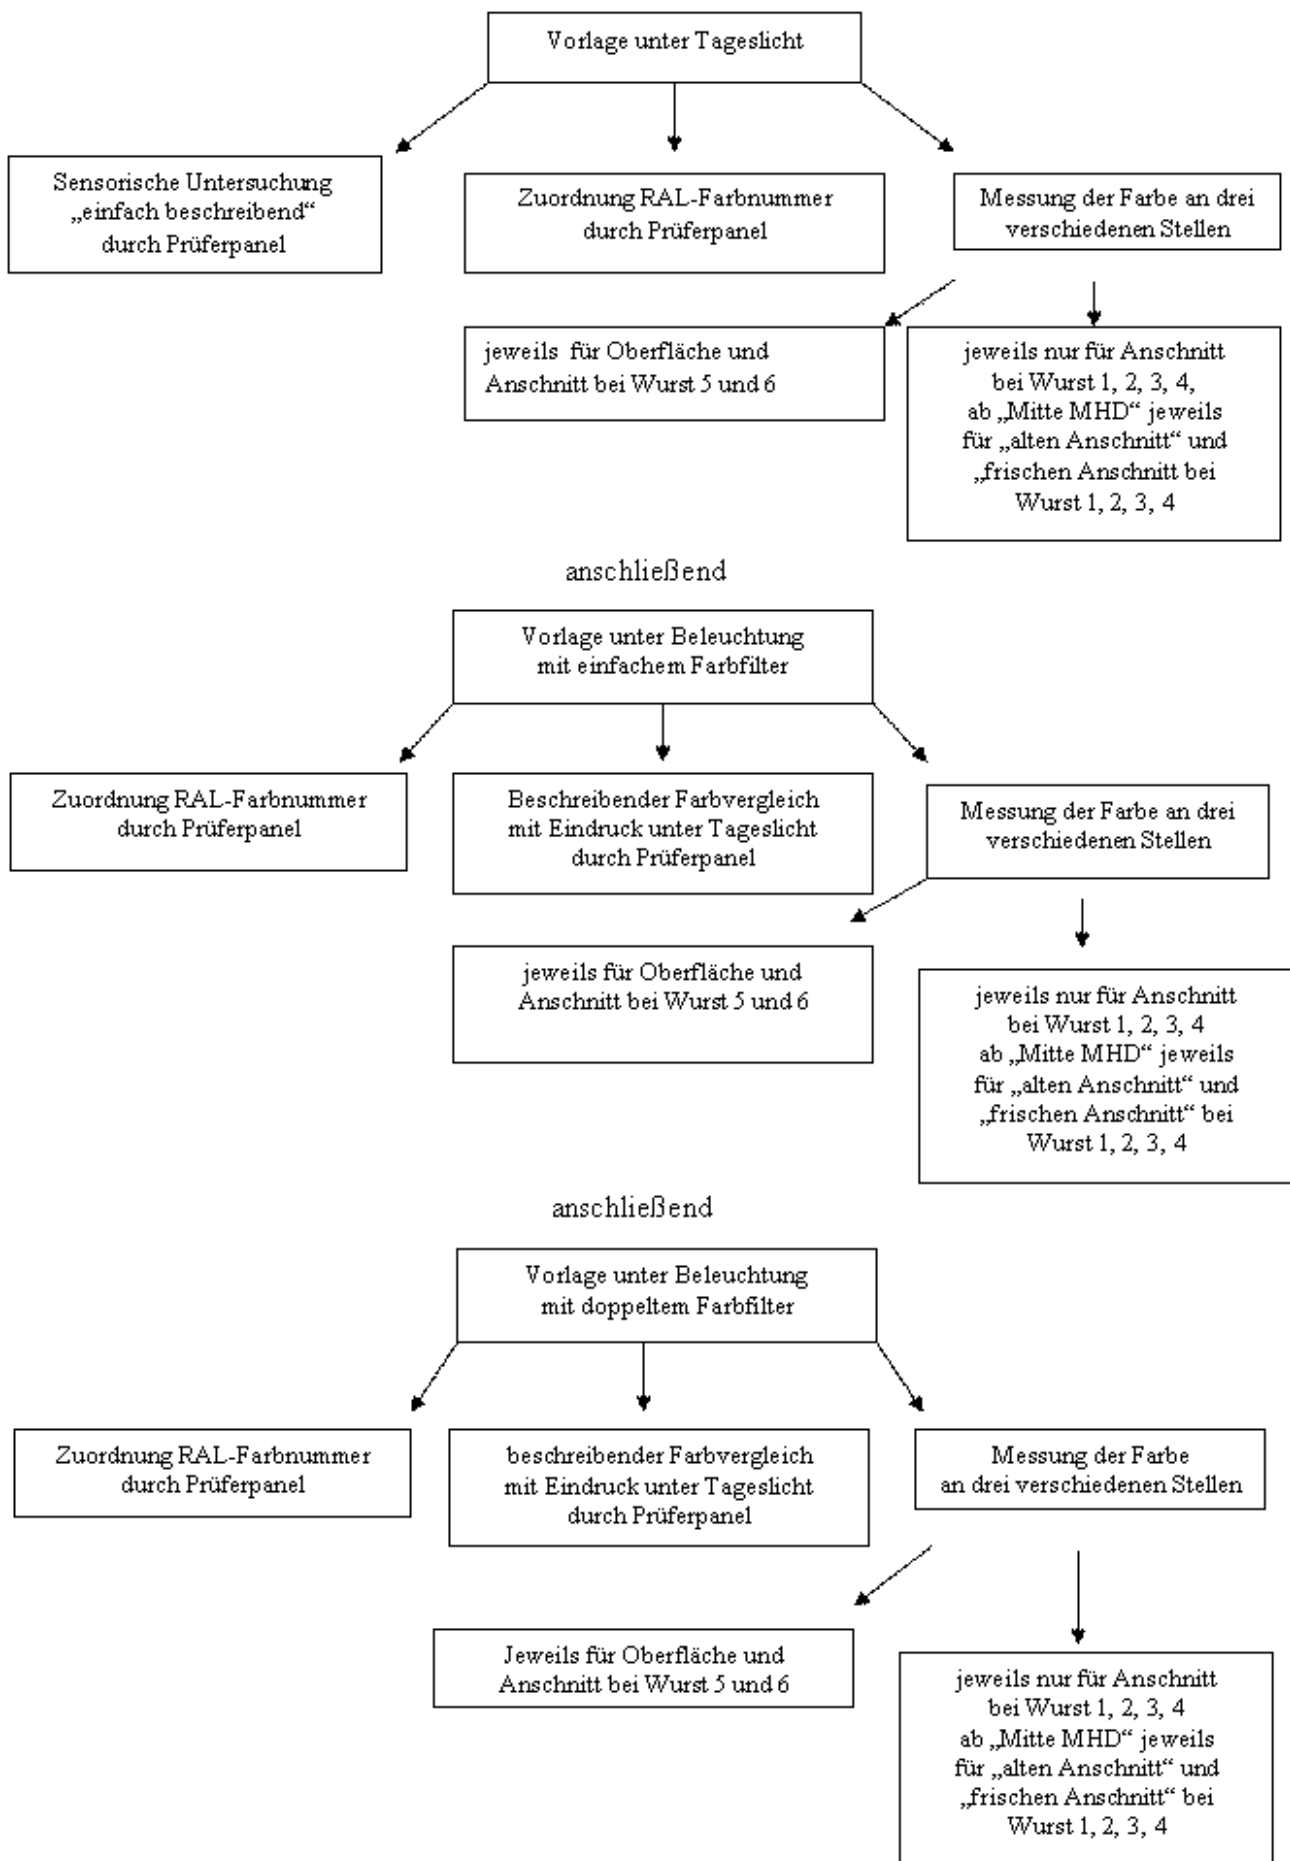 Vorlage unter Tageslicht
Sensorische Untersuchung
„einfach beschreibend“
durch Prüferpanel
Zuordnung RAL-Farbnummer
durch Prüferpanel
Messung der Farbe an drei
verschiedenen Stellen
jeweils für Oberfläche und
Anschnitt bei Wurst 5 und 6
jeweils nur für Anschnitt
bei Wurst 1, 2, 3, 4,
ab „Mitte MHD“ jeweils
für „alten Anschnitt“ und
„frischen Anschnitt bei
Wurst 1, 2, 3, 4
anschließend
Vorlage unter Beleuchtung
mit einfachem Farbfilter
Zuordnung RAL-Farbnummer
durch Prüferpanel
Beschreibender Farbvergleich
mit Eindruck unter Tageslicht
durch Prüferpanel
Messung der Farbe an drei
verschiedenen Stellen
jeweils für Oberfläche und
Anschnitt bei Wurst 5 und 6
jeweils nur für Anschnitt
bei Wurst 1, 2, 3, 4
ab „Mitte MHD“ jeweils
für „alten Anschnitt“ und
„frischen Anschnitt“ bei
Wurst 1, 2, 3, 4
anschließend
Vorlage unter Beleuchtung
mit doppeltem Farbfilter
Zuordnung RAL-Farbnummer
durch Prüferpanel
beschreibender Farbvergleich
mit Eindruck unter Tageslicht
durch Prüferpanel
Messung der Farbe
an drei verschiedenen Stellen
Jeweils für Oberfläche und
Anschnitt bei Wurst 5 und 6
jeweils nur für Anschnitt
bei Wurst 1, 2, 3, 4
ab „Mitte MHD“ jeweils
für „alten Anschnitt“ und
„frischen Anschnitt“ bei
Wurst 1, 2, 3, 4